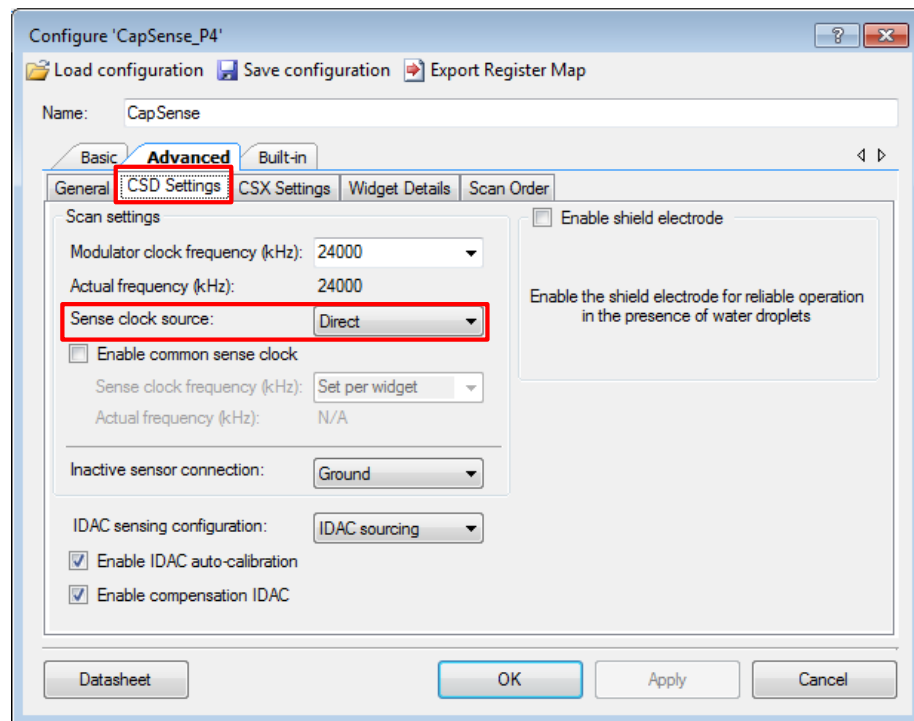 Configure 'CapSense_P4'
Load configuration Save configuration Export Register Map
Name: CapSense
Basic Advanced Built-in
General CSD Settings CSX Settings Widget Details Scan Order
Scan settings
Modulator clock frequency (kHz): 24000
Actual frequency (kHz): 24000
Sense clock source: Direct
Enable common sense clock
Sense clock frequency (kHz): Set per widget
Actual frequency (kHz): N/A
Inactive sensor connection: Ground
IDAC sensing configuration: IDAC sourcing
Enable IDAC auto-calibration
Enable compensation IDAC
Enable shield electrode
Enable the shield electrode for reliable operation
in the presence of water droplets
Datasheet OK Apply Cancel